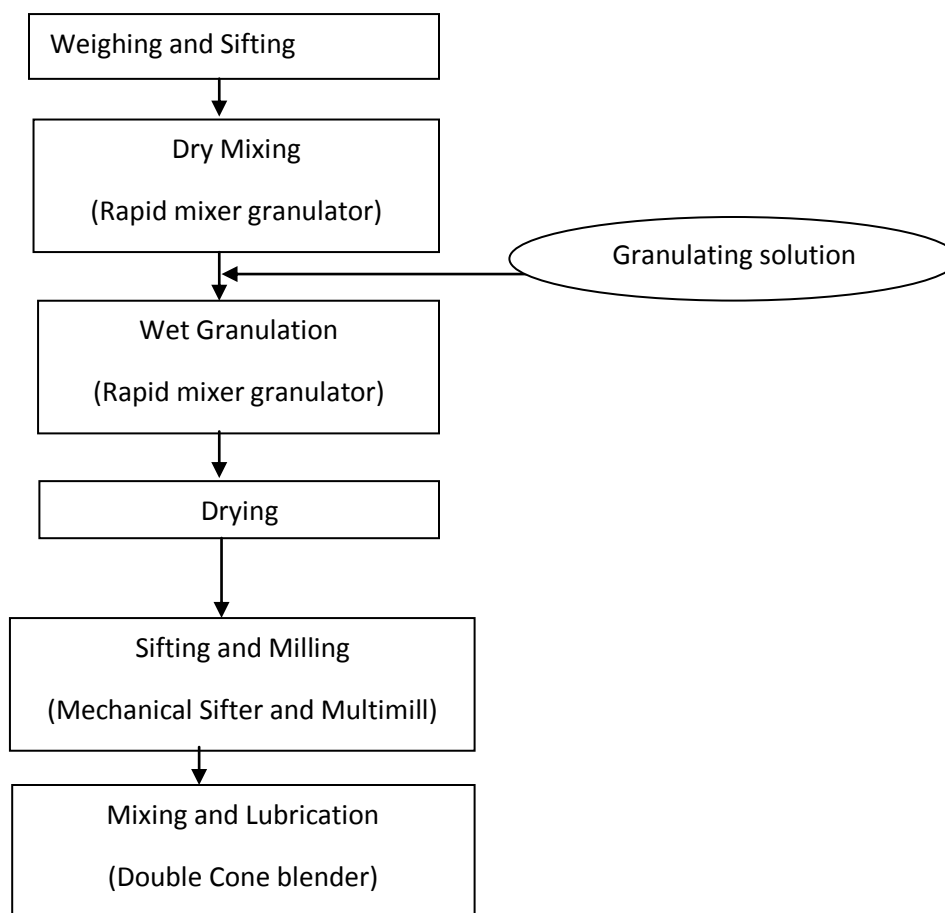 Weighing and Sifting
Dry Mixing
(Rapid mixer granulator)
Granulating solution
Wet Granulation
(Rapid mixer granulator)
Drying
Sifting and Milling
(Mechanical Sifter and Multimill)
Mixing and Lubrication
(Double Cone blender)